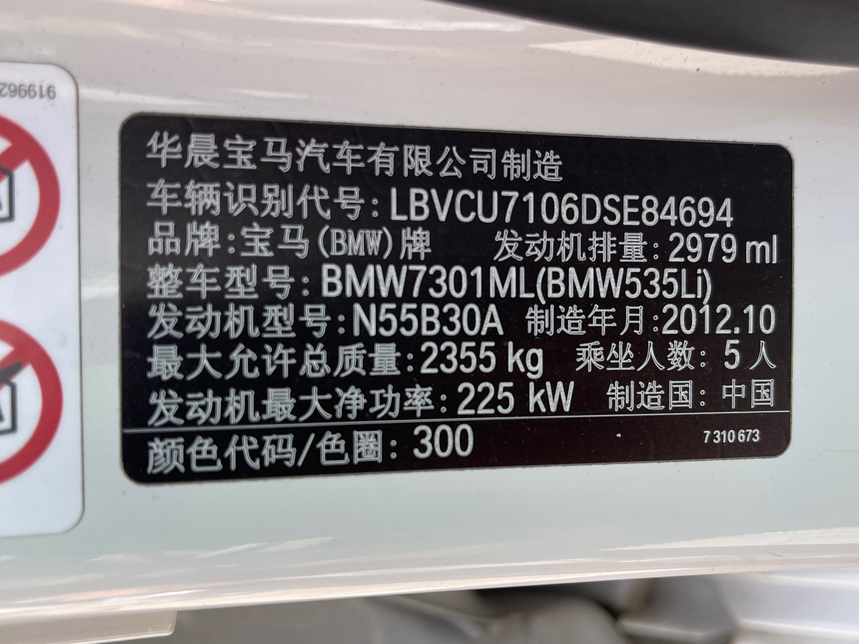 9199962
华晨宝马汽车有限公司制造
车辆识别代号: LBVCU7106DSE84694
品牌: 宝马(BMW)牌 发动机排量: 2979 ml
整车型号: BMW7301ML(BMW535Li)
发动机型号: N55B30A 制造年月: 2012.10
最大允许总质量: 2355 kg 乘坐人数: 5 人
发动机最大净功率: 225 kW 制造国: 中国
颜色代码/色圈: 300 7 310 673